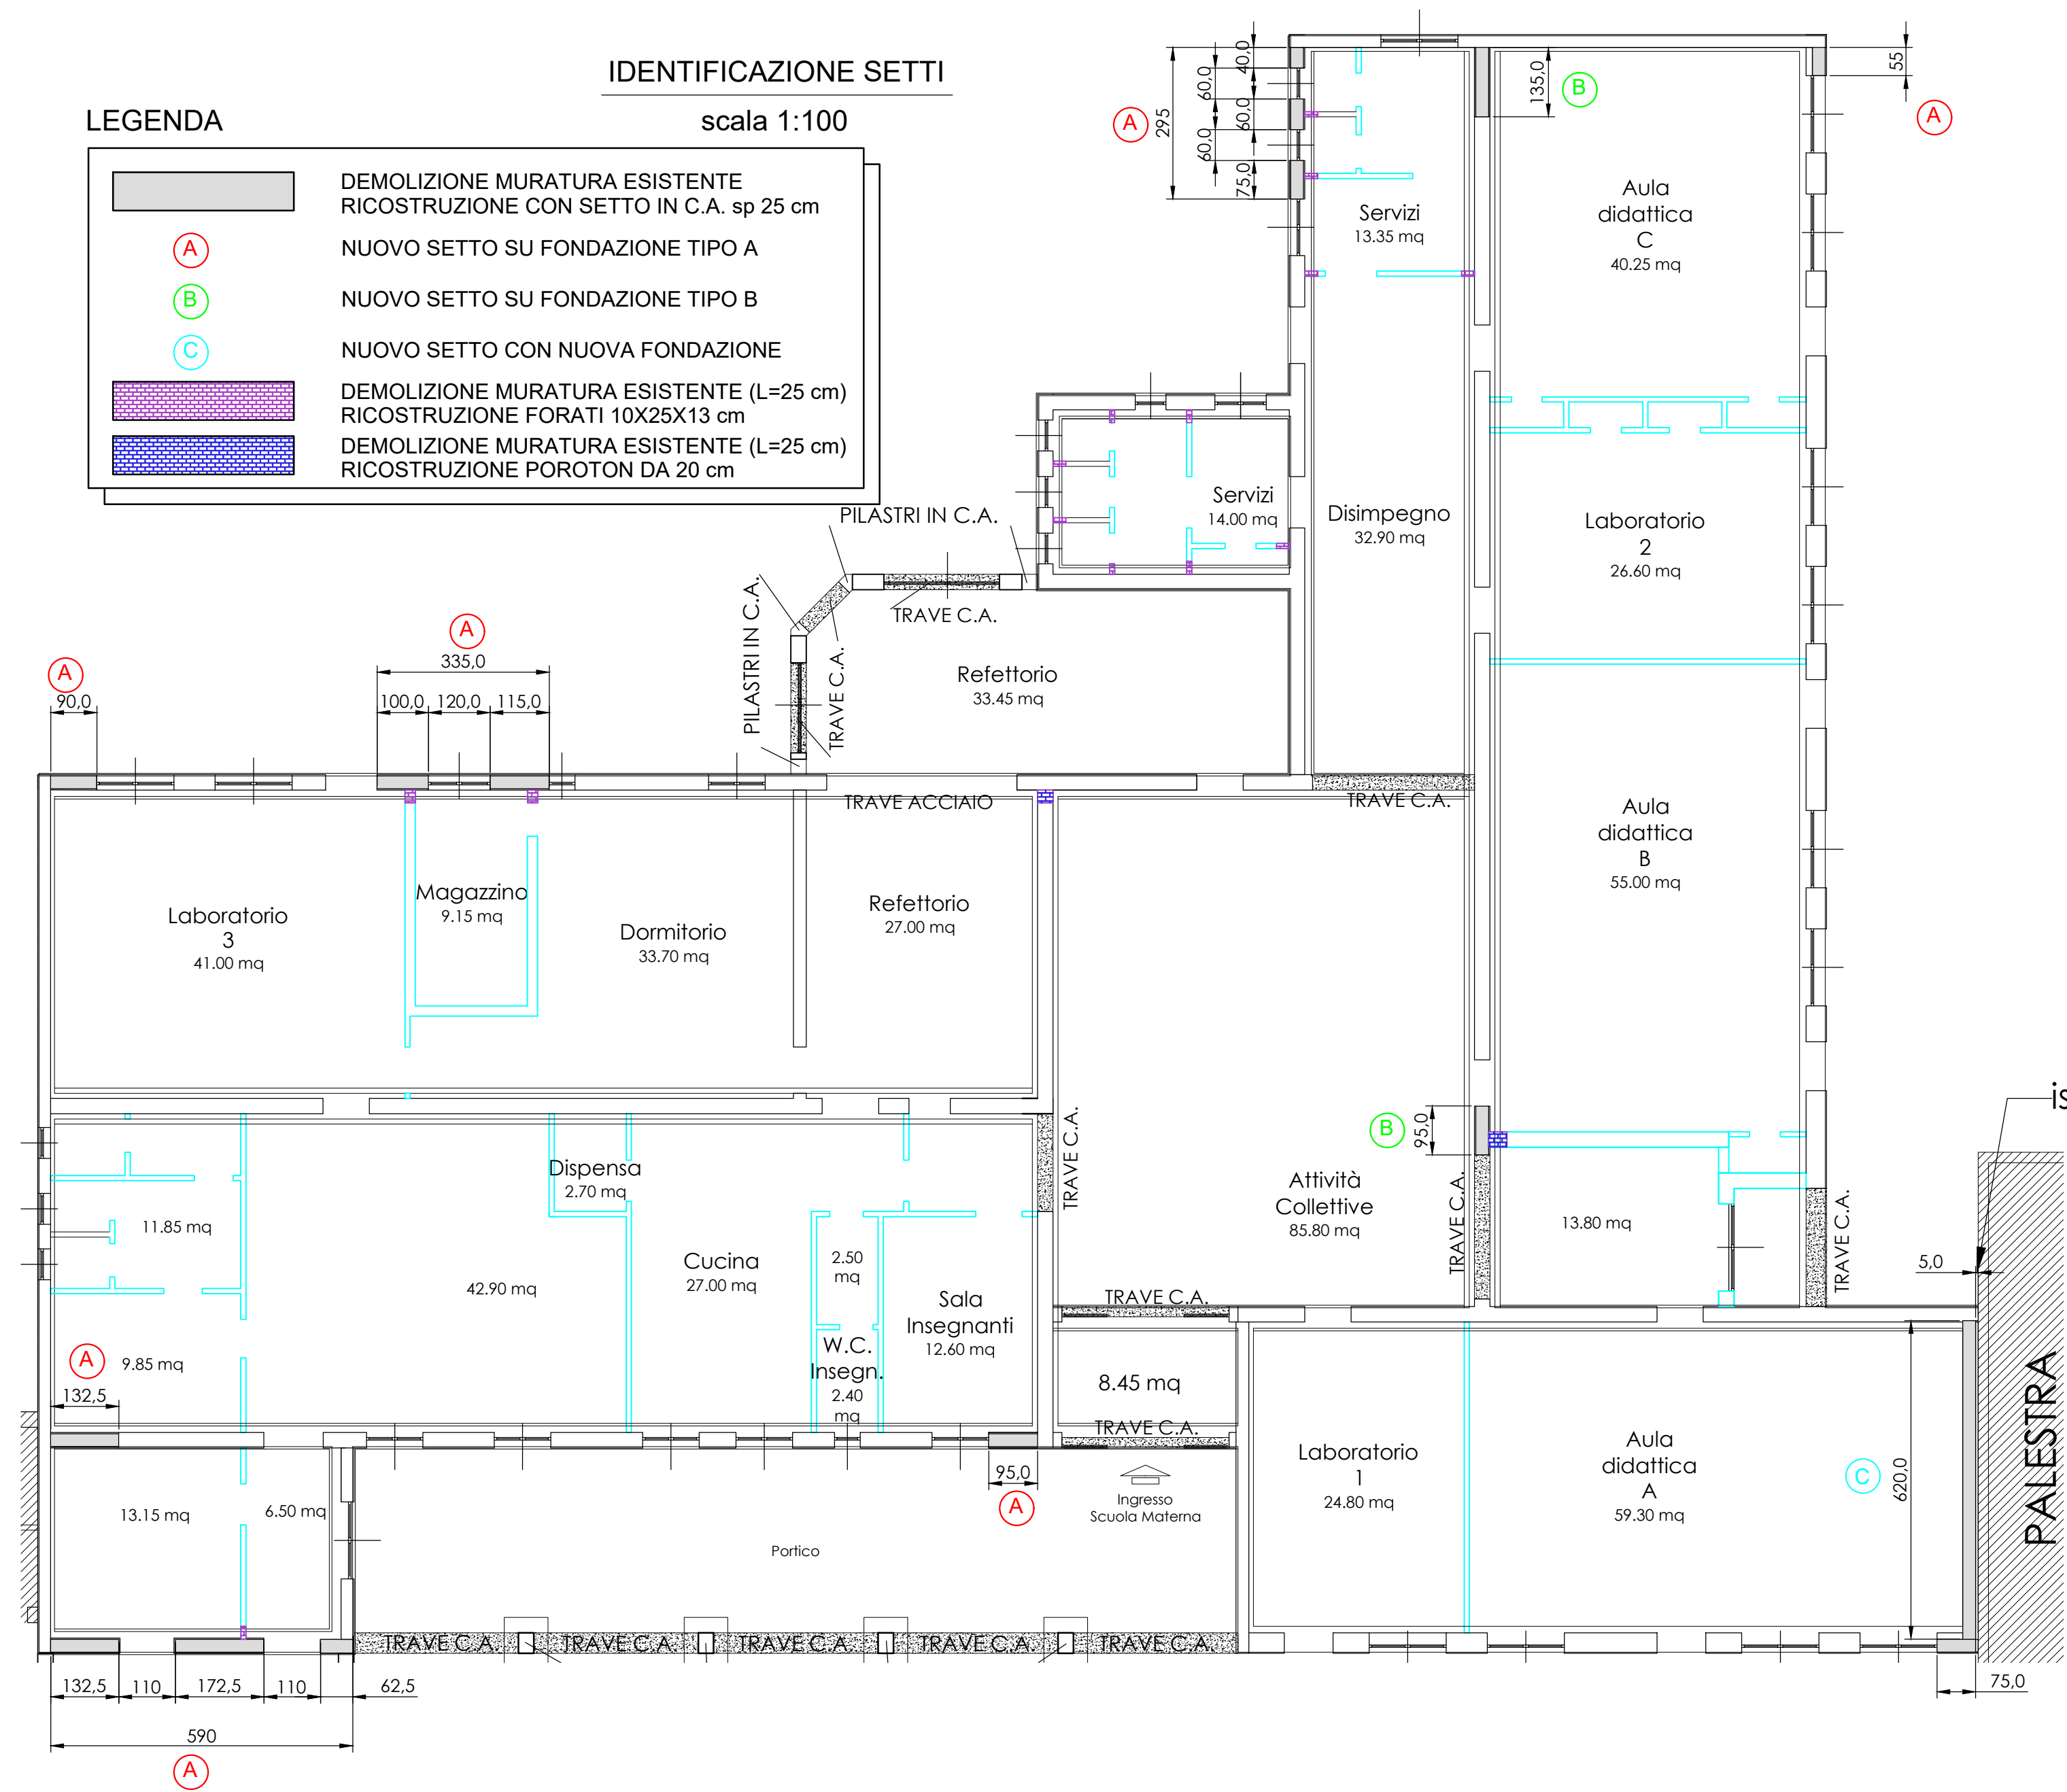 IDENTIFICAZIONE SETTI
scala 1:100
LEGENDA
DEMOLIZIONE MURATURA ESISTENTE
RICOSTRUZIONE CON SETTO IN C.A. sp 25 cm
A
NUOVO SETTO SU FONDAZIONE TIPO A
B
NUOVO SETTO SU FONDAZIONE TIPO B
C
NUOVO SETTO CON NUOVA FONDAZIONE
DEMOLIZIONE MURATURA ESISTENTE (L=25 cm)
RICOSTRUZIONE FORATI 10X25X13 cm
DEMOLIZIONE MURATURA ESISTENTE (L=25 cm)
RICOSTRUZIONE POROTON DA 20 cm
A
295
40,0
60,0
60,0
60,0
75,0
135,0
B
55
A
Servizi
13.35 mq
Aula
didattica
C
40.25 mq
Servizi
14.00 mq
Disimpegno
32.90 mq
Laboratorio
2
26.60 mq
PILASTRI IN C.A.
PILASTRI IN C.A.
TRAVE C.A.
TRAVE C.A.
Refettorio
33.45 mq
A
90,0
A
335,0
100,0
120,0
115,0
TRAVE ACCIAIO
TRAVE C.A.
Laboratorio
3
41.00 mq
Magazzino
9.15 mq
Dormitorio
33.70 mq
Refettorio
27.00 mq
Aula
didattica
B
55.00 mq
B
95,0
TRAVE C.A.
Attività
Collettive
85.80 mq
TRAVE C.A.
13.80 mq
TRAVE C.A.
is
5,0
Dispensa
2.70 mq
11.85 mq
42.90 mq
Cucina
27.00 mq
2.50
mq
Sala
Insegnanti
12.60 mq
W.C.
Insegn.
2.40
mq
A
9.85 mq
132,5
TRAVE C.A.
8.45 mq
TRAVE C.A.
Laboratorio
1
24.80 mq
Aula
didattica
A
59.30 mq
C
620,0
PALESTRA
13.15 mq
6.50 mq
95,0
A
Ingresso
Scuola Materna
Portico
TRAVE C.A.
TRAVE C.A.
TRAVE C.A.
TRAVE C.A.
TRAVE C.A.
132,5
110
172,5
110
62,5
75,0
590
A